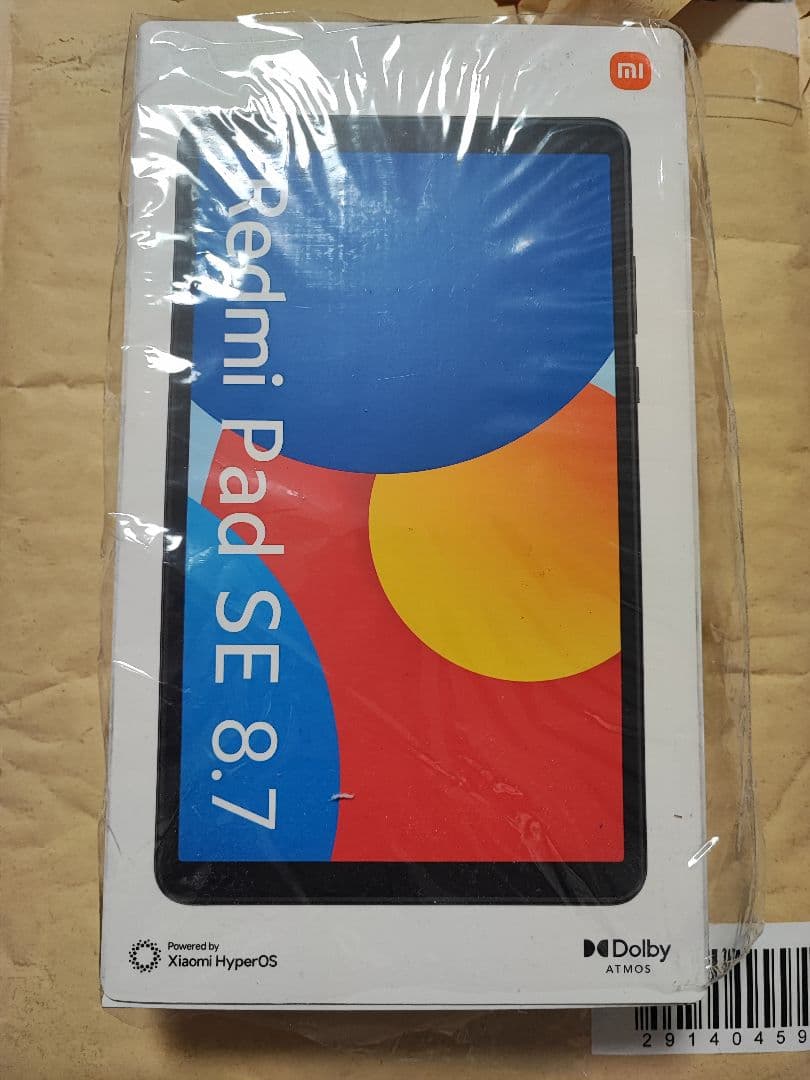 mi
Redmi Pad SE 8.7
Powered by
Xiaomi HyperOS
Dolby
ATMOS
29140459